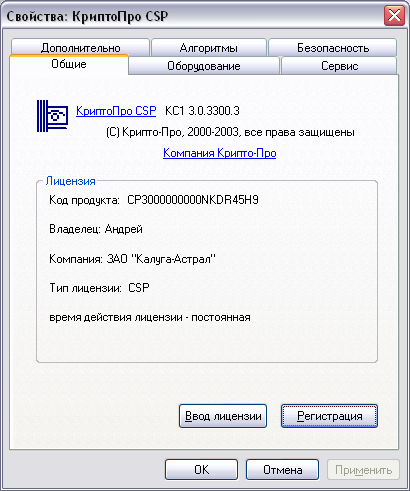 Свойства: КриптоПро CSP
Дополнительно Алгоритмы Безопасность
Общие Оборудование Сервис
КриптоПро CSP КС1 3.0.3300.3
(C) Крипто-Про, 2000-2003, все права защищены
Компания Крипто-Про
Лицензия
Код продукта: CP3000000000NKDR45H9
Владелец: Андрей
Компания: ЗАО "Калуга-Астрал"
Тип лицензии: CSP
время действия лицензии - постоянная
Ввод лицензии Регистрация
OK Отмена Применить